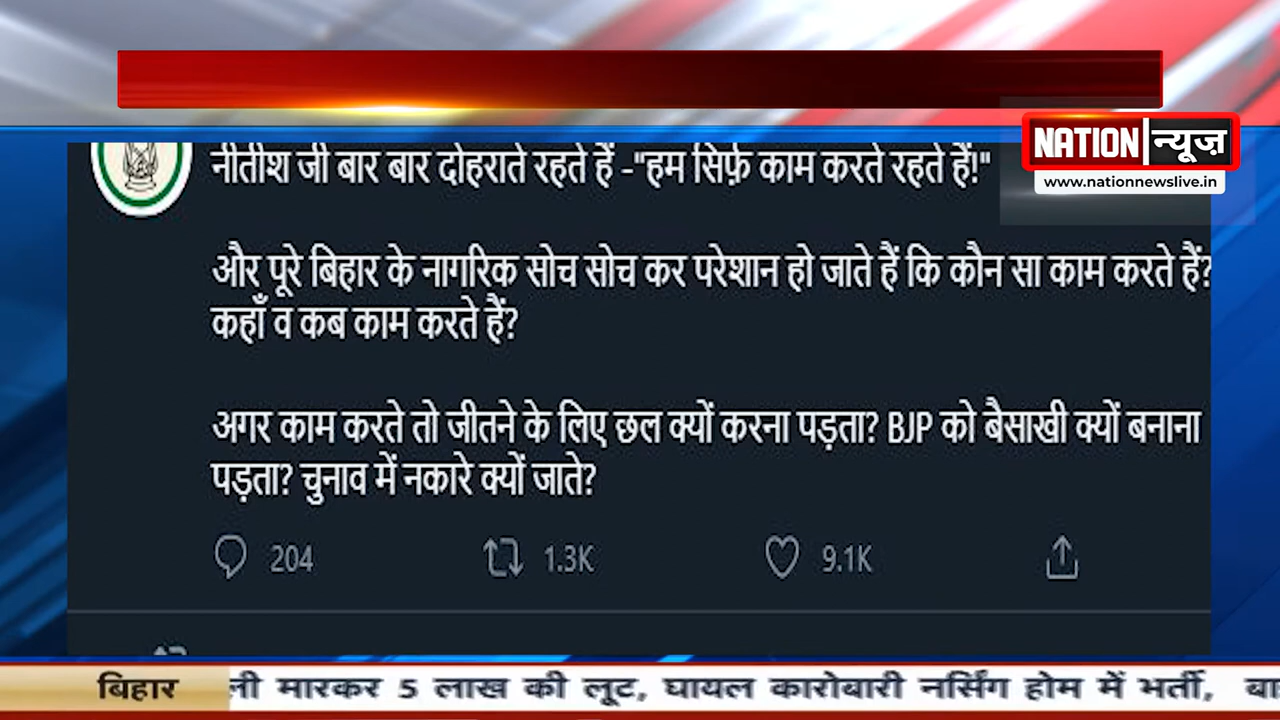 NATION न्यूज़
www.nationnewslive.in
नीतीश जी बार बार दोहराते रहते हैं -"हम सिर्फ़ काम करते रहते हैं!"
और पूरे बिहार के नागरिक सोच सोच कर परेशान हो जाते हैं कि कौन सा काम करते हैं?
कहाँ व कब काम करते हैं?
अगर काम करते तो जीतने के लिए छल क्यों करना पड़ता? BJP को बैसाखी क्यों बनाना
पड़ता? चुनाव में नकारे क्यों जाते?
204 1.3K 9.1K
बिहार ली मारकर 5 लाख की लूट, घायल कारोबारी नर्सिंग होम में भर्ती,